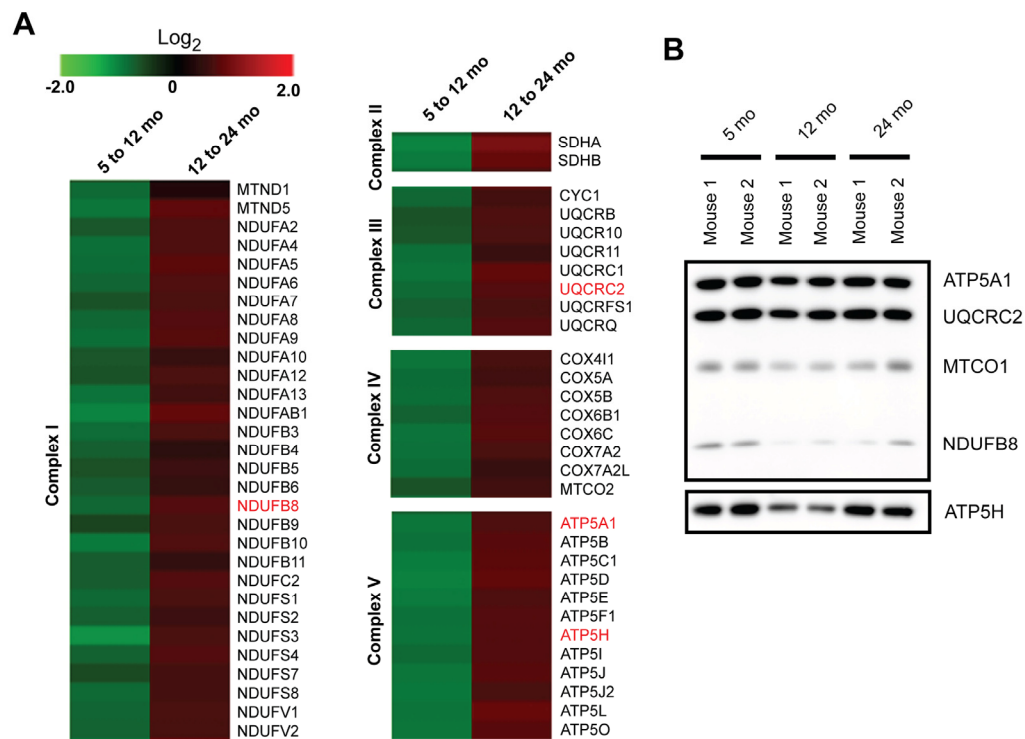 A
Log2
-2.0 0 2.0
5 to 12 mo
12 to 24 mo
Complex I
MTND1
MTND5
NDUFA2
NDUFA4
NDUFA5
NDUFA6
NDUFA7
NDUFA8
NDUFA9
NDUFA10
NDUFA12
NDUFA13
NDUFAB1
NDUFB3
NDUFB4
NDUFB5
NDUFB6
NDUFB8
NDUFB9
NDUFB10
NDUFB11
NDUFC2
NDUFS1
NDUFS2
NDUFS3
NDUFS4
NDUFS7
NDUFS8
NDUFV1
NDUFV2
5 to 12 mo
12 to 24 mo
Complex II
SDHA
SDHB
Complex III
CYC1
UQCRB
UQCR10
UQCR11
UQCRC1
UQCRC2
UQCRFS1
UQCRQ
Complex IV
COX4I1
COX5A
COX5B
COX6B1
COX6C
COX7A2
COX7A2L
MTCO2
Complex V
ATP5A1
ATP5B
ATP5C1
ATP5D
ATP5E
ATP5F1
ATP5H
ATP5I
ATP5J
ATP5J2
ATP5L
ATP5O
B
5 mo
12 mo
24 mo
Mouse 1
Mouse 2
Mouse 1
Mouse 2
Mouse 1
Mouse 2
ATP5A1
UQCRC2
MTCO1
NDUFB8
ATP5H